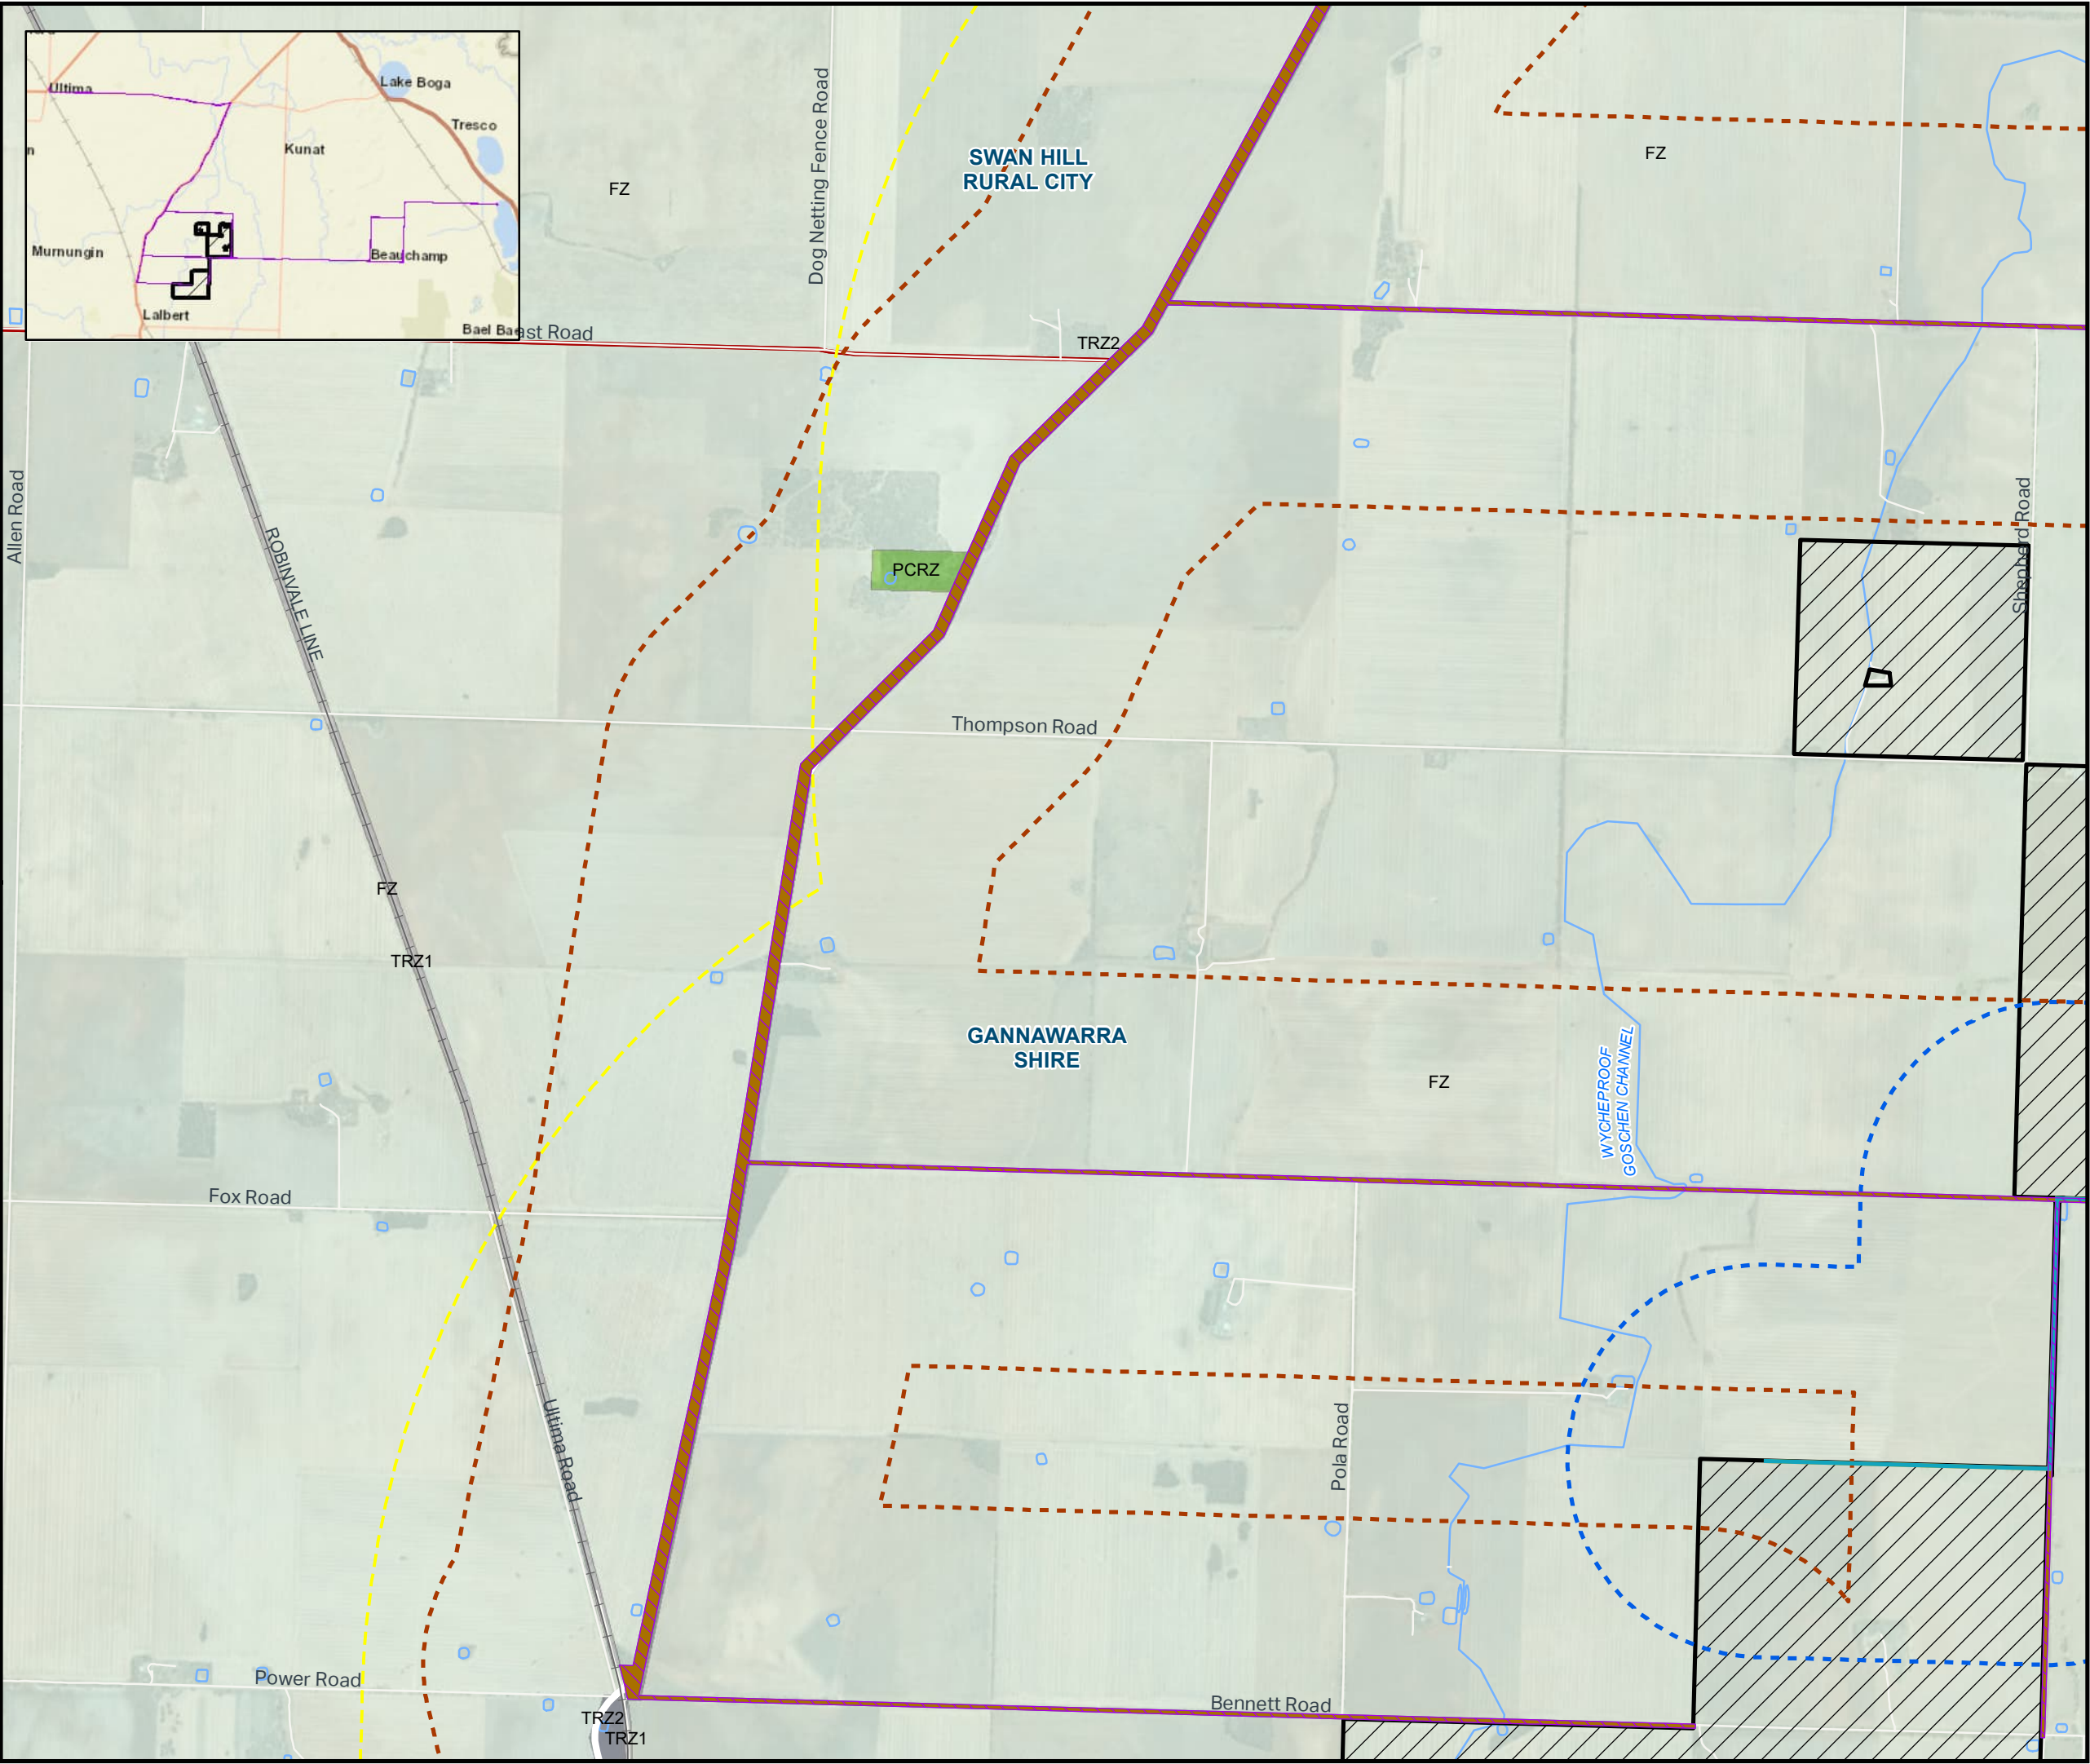 Ultima
Lake Boga
Tresco
Kunat
n
Murnungin
Beauchamp
Lalbert
Bael Bae
ast Road
Dog Netting Fence Road
SWAN HILL
RURAL CITY
FZ
FZ
TRZ2
Allen Road
ROBINVALE LINE
PCRZ
Shepherd Road
Thompson Road
FZ
TRZ1
GANNAWARRA
SHIRE
FZ
WYCHEPROOF
GOSCHEN CHANNEL
Fox Road
Ultima Road
Pola Road
Power Road
Bennett Road
TRZ2
TRZ1